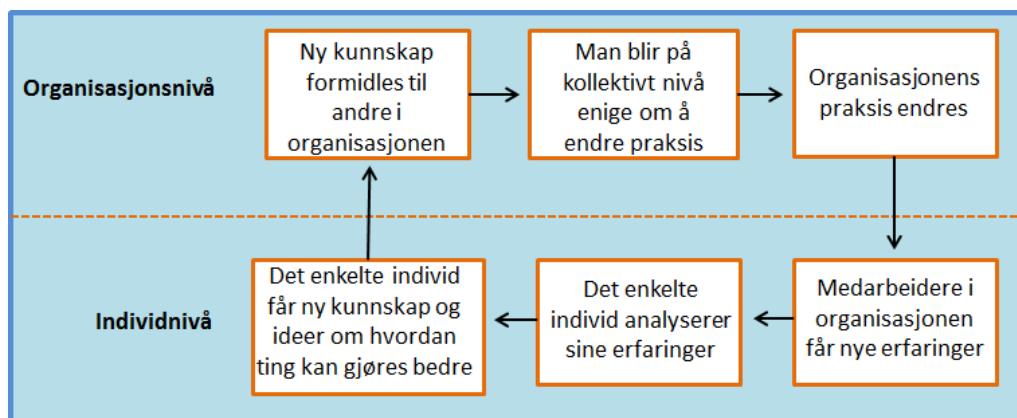 Organisasjonsnivå
Ny kunnskap
formidles til
andre i
organisasjonen
Man blir på
kollektivt nivå
enige om å
endre praksis
Organisasjonens
praksis endres
Individnivå
Det enkelte individ
får ny kunnskap og
ideer om hvordan
ting kan gjøres bedre
Det enkelte
individ analyserer
sine erfaringer
Medarbeidere i
organisasjonen
får nye erfaringer